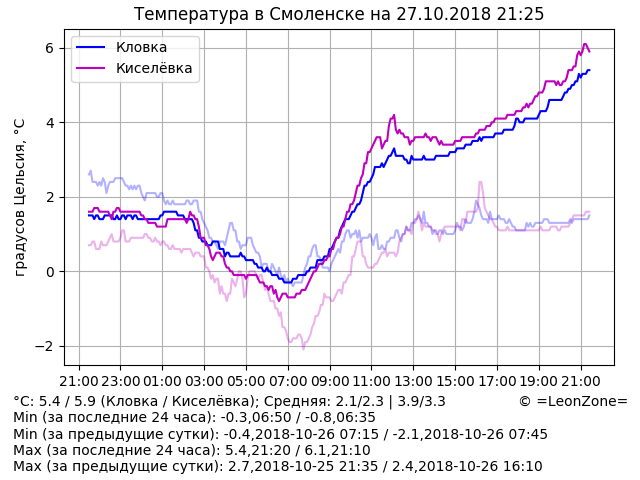 Температура в Смоленске на 27.10.2018 21:25
Кловка
Киселёвка
градусов Цельсия, °C
6
4
2
0
−2
21:00 23:00 01:00 03:00 05:00 07:00 09:00 11:00 13:00 15:00 17:00 19:00 21:00
°C: 5.4 / 5.9 (Кловка / Киселёвка); Средняя: 2.1/2.3 | 3.9/3.3 © =LeonZone=
Min (за последние 24 часа): -0.3,06:50 / -0.8,06:35
Min (за предыдущие сутки): -0.4,2018-10-26 07:15 / -2.1,2018-10-26 07:45
Max (за последние 24 часа): 5.4,21:20 / 6.1,21:10
Max (за предыдущие сутки): 2.7,2018-10-25 21:35 / 2.4,2018-10-26 16:10